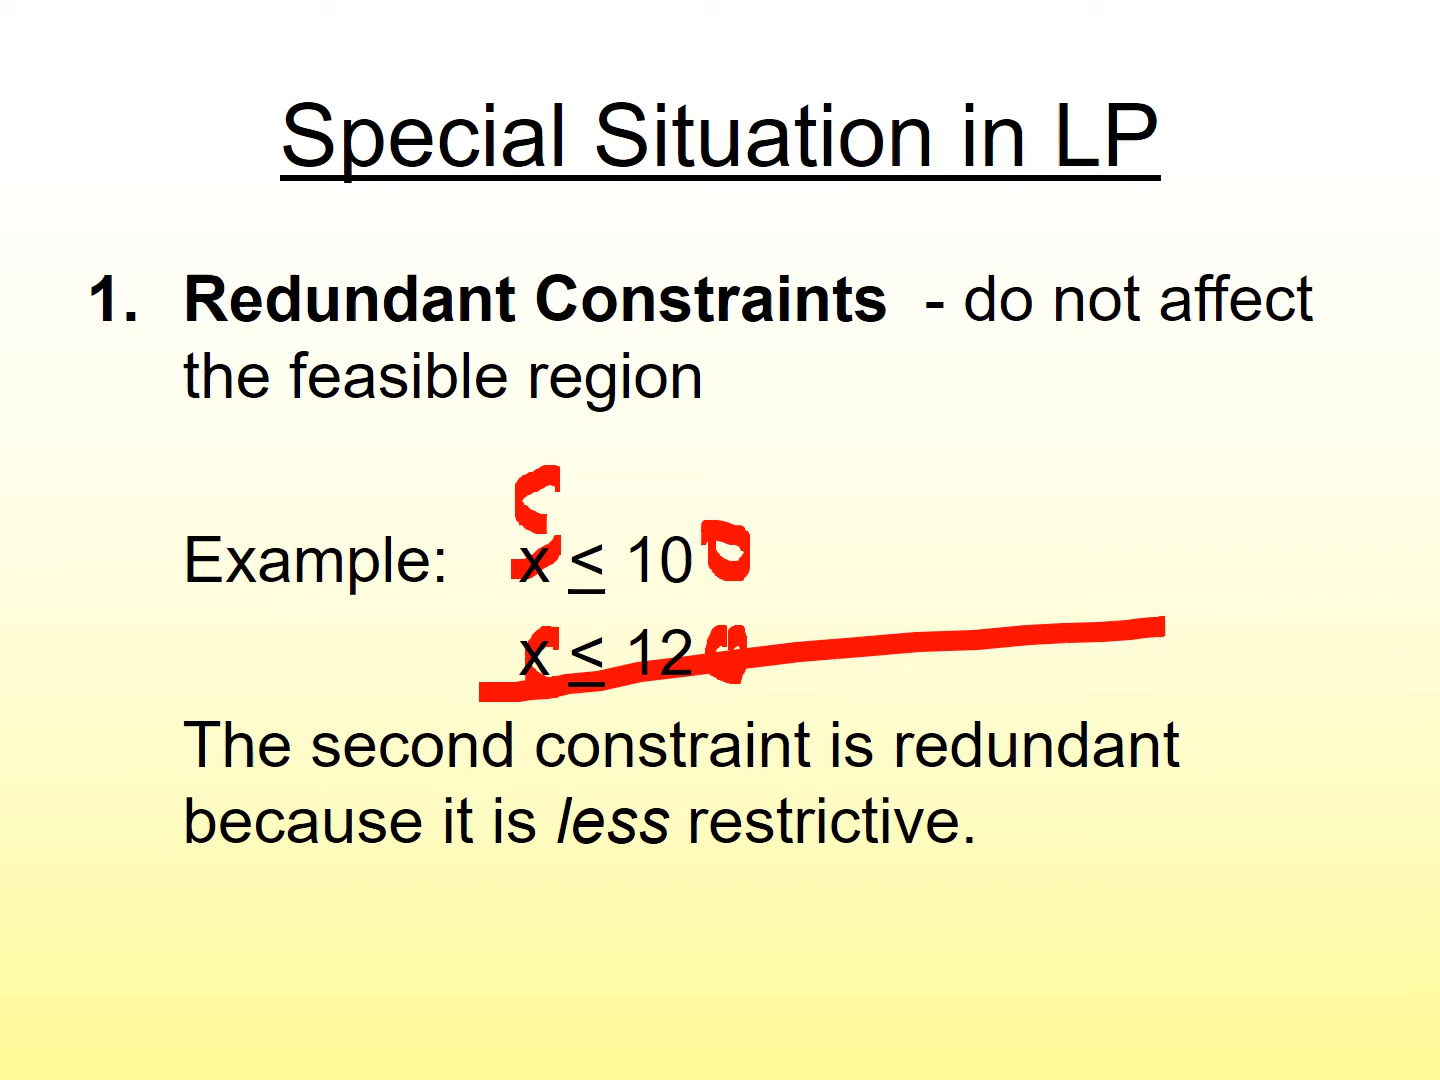 Special Situation in LP
1. Redundant Constraints - do not affect
the feasible region
Example: x ≤ 10
x ≤ 12
The second constraint is redundant
because it is less restrictive.